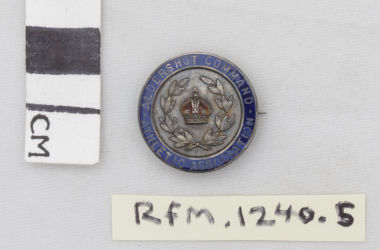 ALDERSHOT COMMAND
ATHLETIC ASSOCIATION
CM
RFM.1240.5